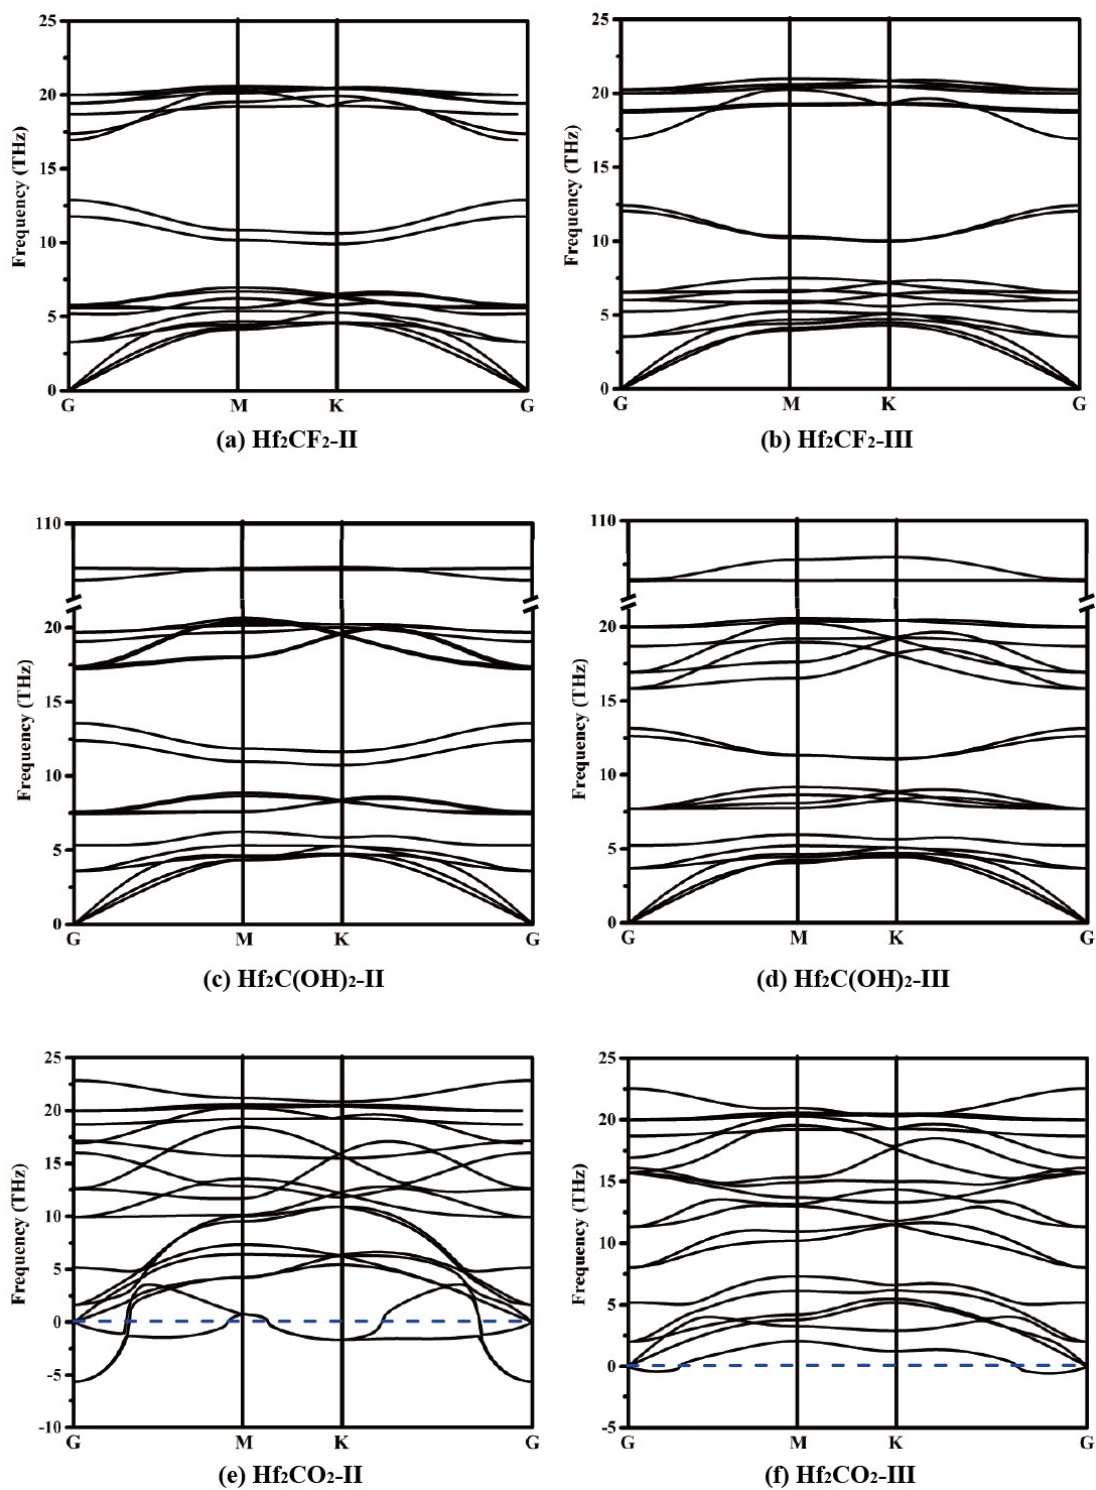 25
20
15
10
5
0
Frequency (THz)
G M K G
(a) Hf₂CF₂-II
25
20
15
10
5
0
Frequency (THz)
G M K G
(b) Hf₂CF₂-III
110
20
15
10
5
0
Frequency (THz)
G M K G
(c) Hf₂C(OH)₂-II
110
20
15
10
5
0
Frequency (THz)
G M K G
(d) Hf₂C(OH)₂-III
25
20
15
10
5
0
-5
-10
Frequency (THz)
G M K G
(e) Hf₂CO₂-II
25
20
15
10
5
0
-5
Frequency (THz)
G M K G
(f) Hf₂CO₂-III